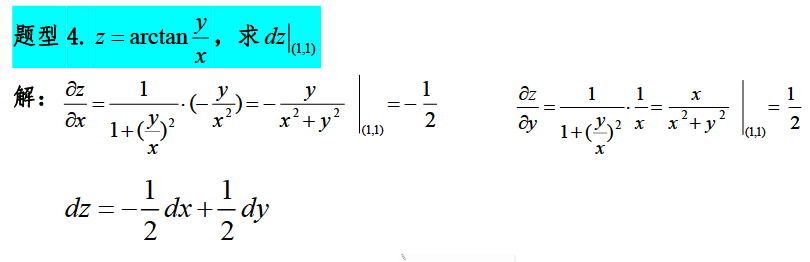 题型 4. z = arctan y/x ，求 dz|(1,1)
解： ∂z/∂x = 1/(1+(y/x)²)·(−y/x²) = −y/(x²+y²) |(1,1) = −1/2 ∂z/∂y = 1/(1+(y/x)²)·1/x = x/(x²+y²) |(1,1) = 1/2
dz = −1/2 dx + 1/2 dy